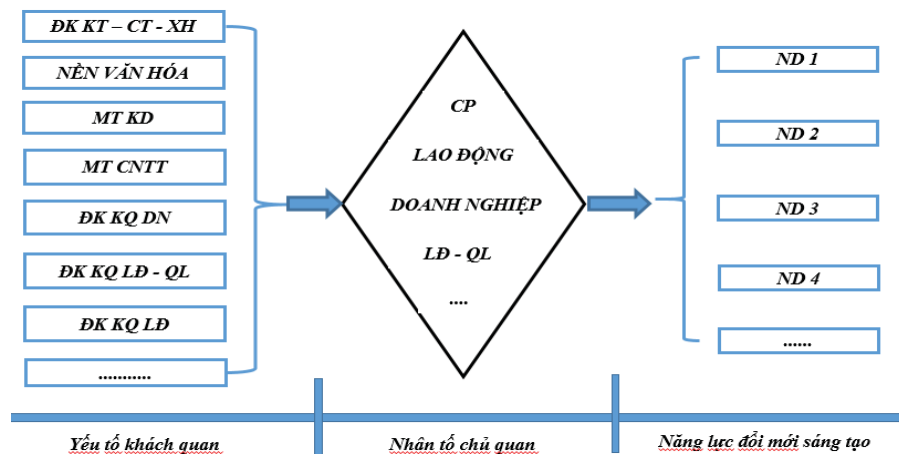 ĐK KT – CT - XH
NỀN VĂN HÓA
MT KD
MT CNTT
ĐK KQ DN
ĐK KQ LĐ - QL
ĐK KQ LĐ
...........
CP
LAO ĐỘNG
DOANH NGHIỆP
LĐ - QL
....
ND 1
ND 2
ND 3
ND 4
......
Yếu tố khách quan
Nhân tố chủ quan
Năng lực đổi mới sáng tạo